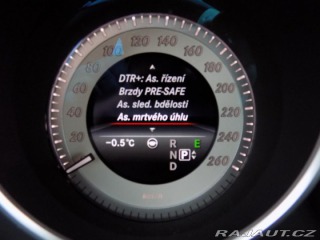 80 100 120 140 160
180
200
220
240
260
DTR+: As. řízení
Brzdy PRE-SAFE
As. sled. bdělosti
As. mrtvého úhlu
-0.5°C
R E
N P
D
RAJAUT.CZ